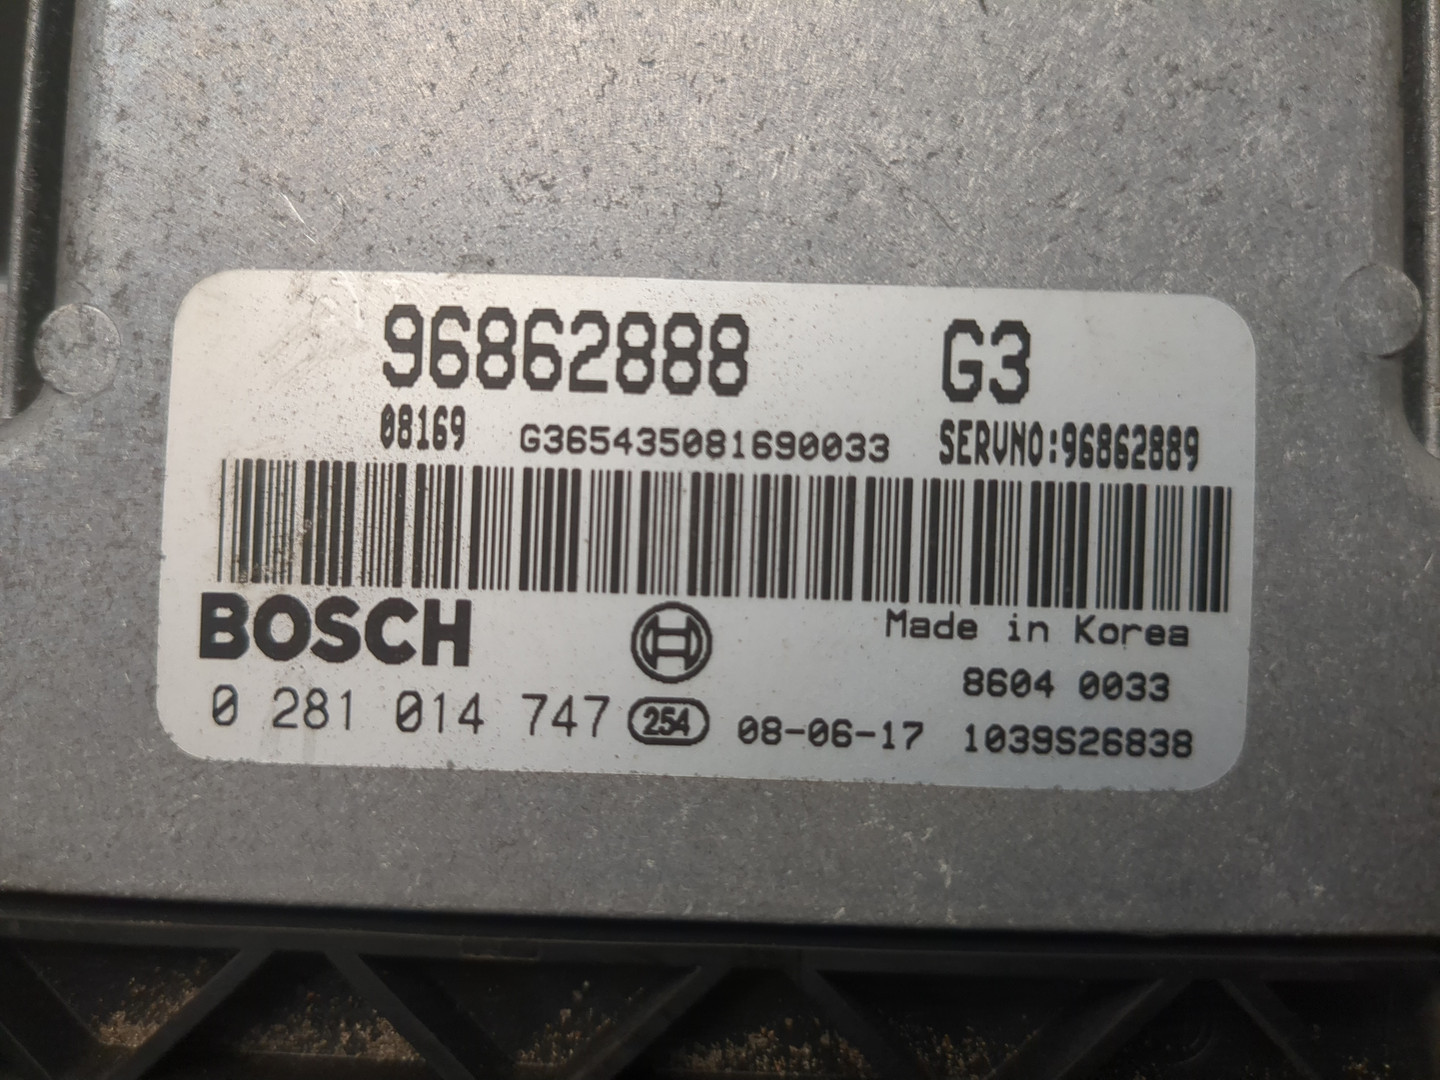 96862888 G3
08169 G365435081690033 SERVNO:96862889
BOSCH
Made in Korea
8604 0033
0 281 014 747 254 08-06-17 1039S26838